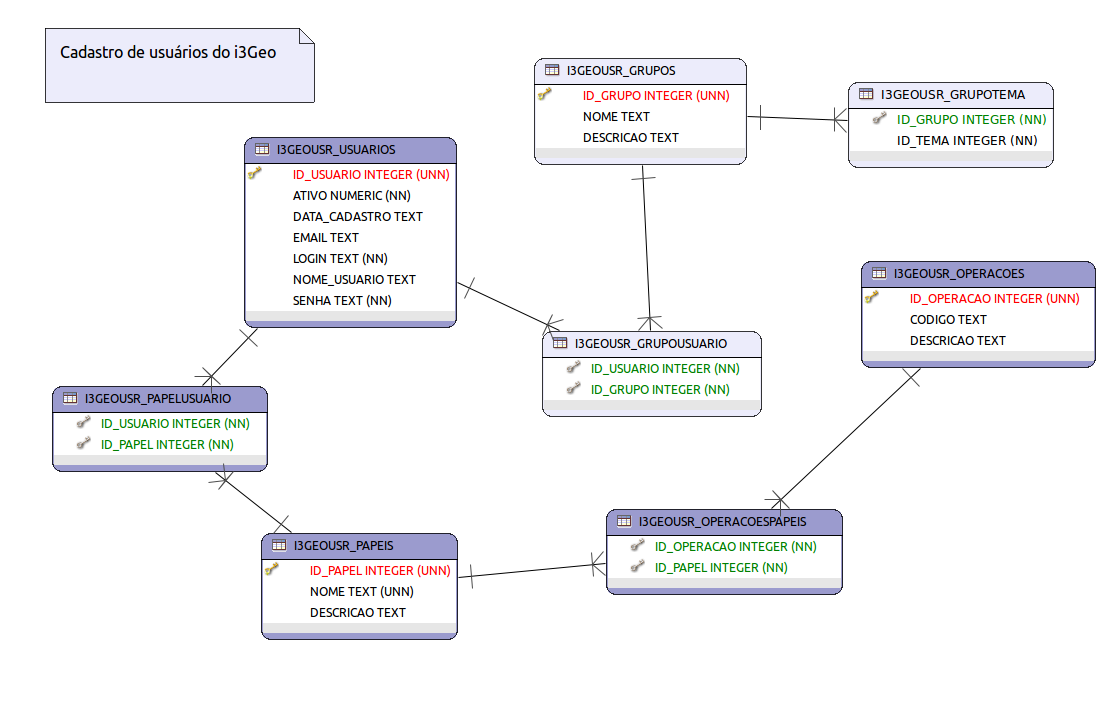 Cadastro de usuários do i3Geo
I3GEOUSR_GRUPOS
ID_GRUPO INTEGER (UNN)
NOME TEXT
DESCRICAO TEXT
I3GEOUSR_GRUPOTEMA
ID_GRUPO INTEGER (NN)
ID_TEMA INTEGER (NN)
I3GEOUSR_USUARIOS
ID_USUARIO INTEGER (UNN)
ATIVO NUMERIC (NN)
DATA_CADASTRO TEXT
EMAIL TEXT
LOGIN TEXT (NN)
NOME_USUARIO TEXT
SENHA TEXT (NN)
I3GEOUSR_OPERACOES
ID_OPERACAO INTEGER (UNN)
CODIGO TEXT
DESCRICAO TEXT
I3GEOUSR_GRUPOUSUARIO
ID_USUARIO INTEGER (NN)
ID_GRUPO INTEGER (NN)
I3GEOUSR_PAPELUSUARIO
ID_USUARIO INTEGER (NN)
ID_PAPEL INTEGER (NN)
I3GEOUSR_OPERACOESPAPEIS
ID_OPERACAO INTEGER (NN)
ID_PAPEL INTEGER (NN)
I3GEOUSR_PAPEIS
ID_PAPEL INTEGER (UNN)
NOME TEXT (UNN)
DESCRICAO TEXT